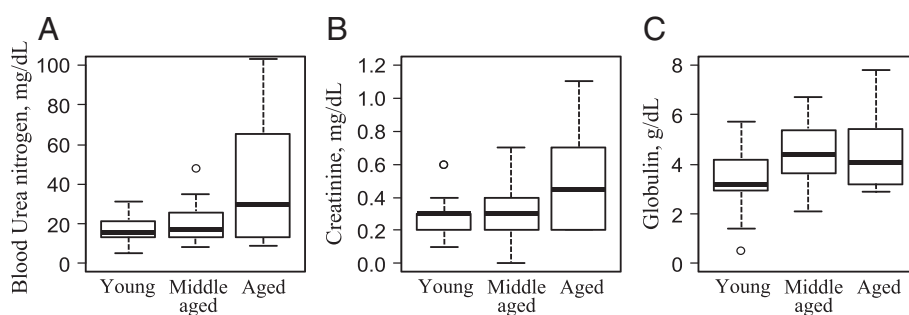 A
Blood Urea nitrogen, mg/dL
100
80
60
40
20
0
Young
Middle
aged
Aged
B
Creatinine, mg/dL
1.2
1.0
0.8
0.6
0.4
0.2
0.0
Young
Middle
aged
Aged
C
Globulin, g/dL
8
6
4
2
0
Young
Middle
aged
Aged